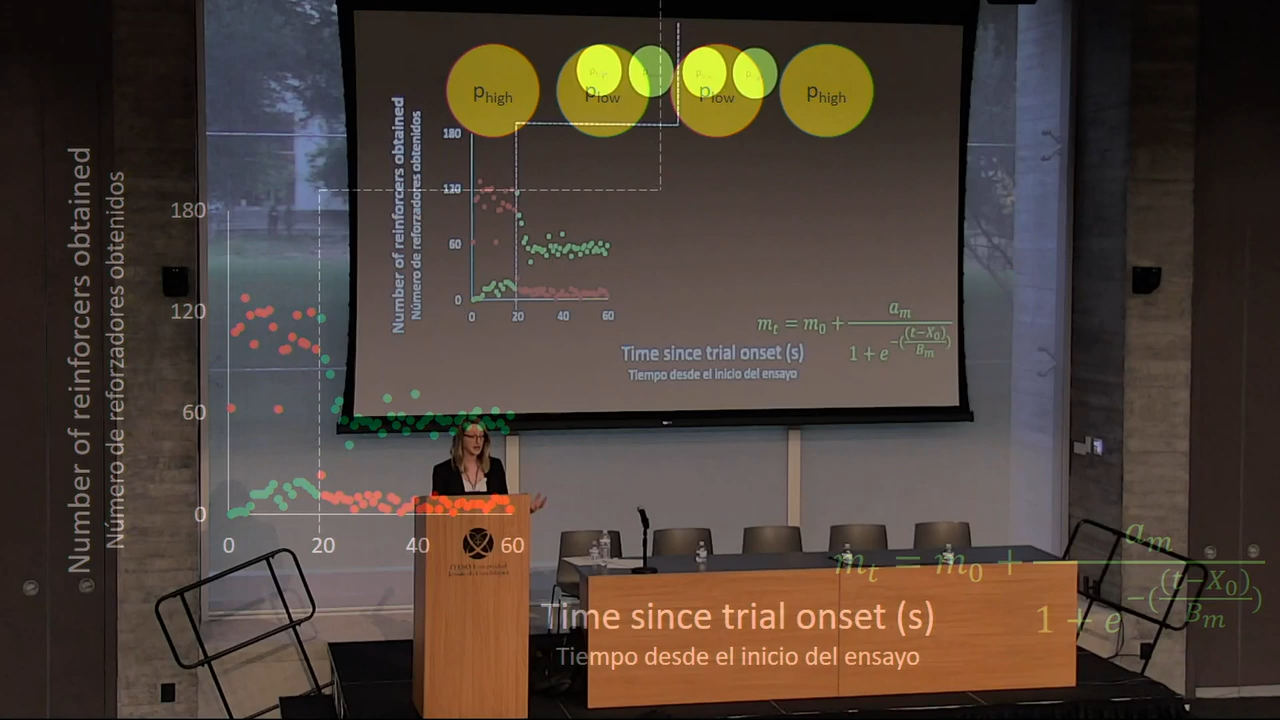 p_high
p_low
p_low
p_high
Number of reinforcers obtained
Número de reforzadores obtenidos
180
120
60
0
0
20
40
60
Time since trial onset (s)
Tiempo desde el inicio del ensayo
m_t = m_0 + a_m / (1 + e^{-((t-X_0)/B_m)})
Number of reinforcers obtained
Número de reforzadores obtenidos
180
120
60
0
0
20
40
60
Time since trial onset (s)
Tiempo desde el inicio del ensayo
m_t = m_0 + a_m / (1 + e^{-((t-X_0)/B_m)})